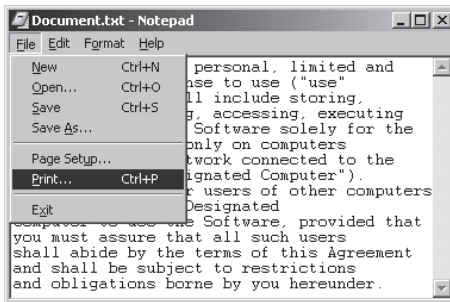 Document.txt - Notepad
File Edit Format Help
New Ctrl+N
Open... Ctrl+O
Save Ctrl+S
Save As...
Page Setup...
Print... Ctrl+P
Exit
personal, limited and
to use ("use"
include storing,
accessing, executing
Software solely for the
only on computers
connected to the
Computer").
users of other computers
Designated
the Software, provided that
you must assure that all such users
shall abide by the terms of this Agreement
and shall be subject to restrictions
and obligations borne by you hereunder.